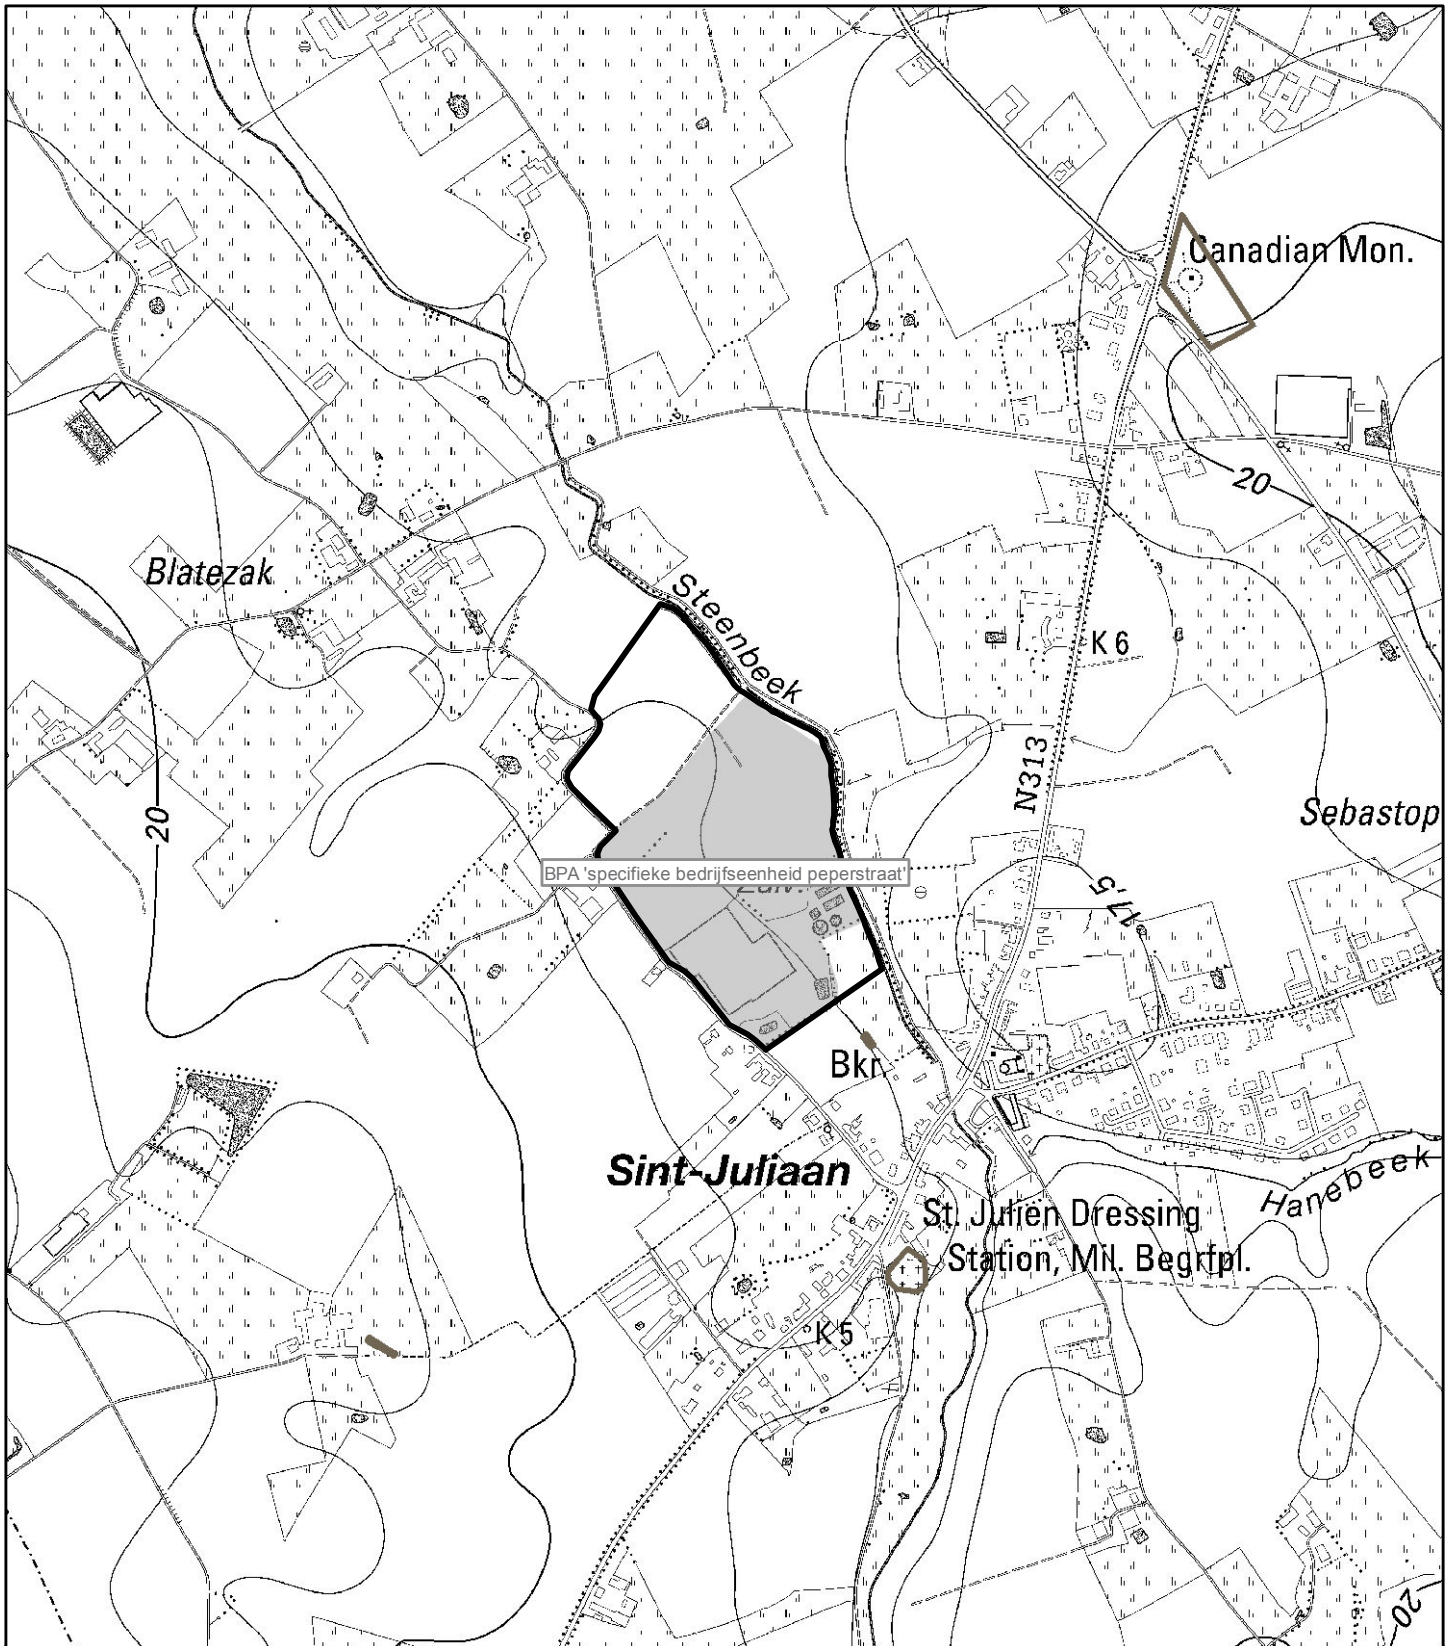 Canadian Mon.
20
Blatezak
Steenbeek
K 6
N313
20
Sebastop
BPA 'specifieke bedrijfseenheid peperstraat'
17,5
Bkr.
Sint-Juliaan
Hanebeek
St. Julien Dressing
Station, Mil. Begrfpl.
K 5
20